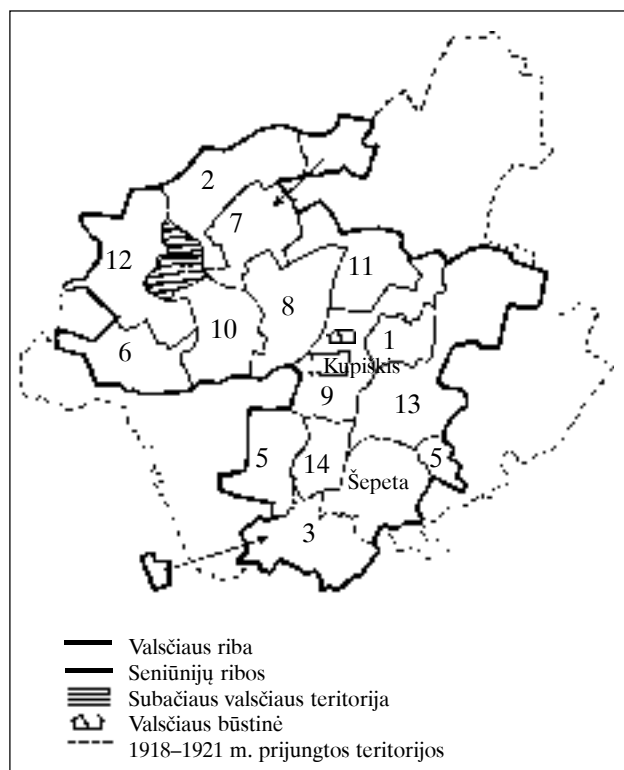 2
7
12
11
8
10
1
6
Kupiškis
9
13
5
14
5
Šepeta
3
Valsčiaus riba
Seniūnijų ribos
Subačiaus valsčiaus teritorija
Valsčiaus būstinė
1918–1921 m. prijungtos teritorijos